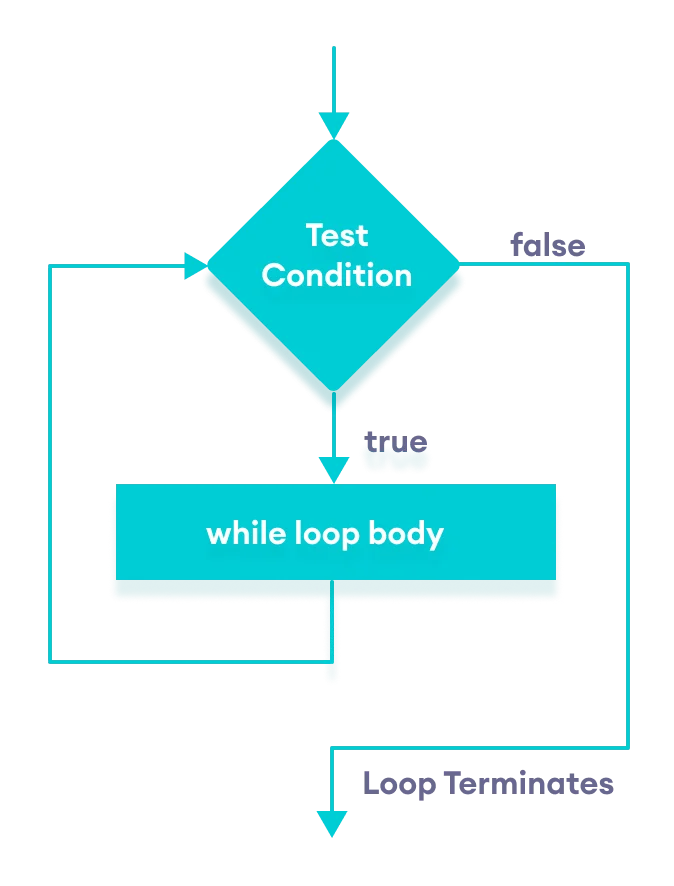 Test
Condition
false
true
while loop body
Loop Terminates